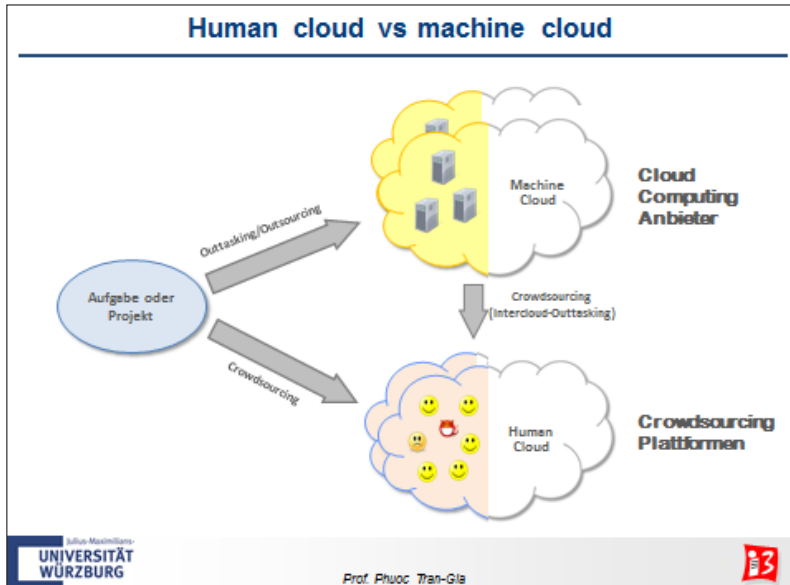 Human cloud vs machine cloud
Machine
Cloud
Cloud
Computing
Anbieter
Outtasking/Outsourcing
Aufgabe oder
Projekt
Crowdsourcing
(Intercloud-Outtasking)
Crowdsourcing
Human
Cloud
Crowdsourcing
Plattformen
Julius-Maximilians-
UNIVERSITÄT
WÜRZBURG
Prof. Phuoc Tran-Gia
i3